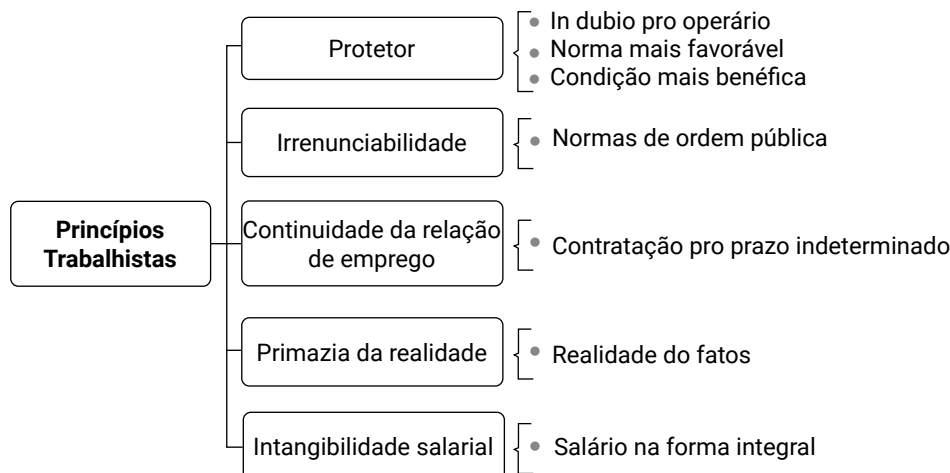 Princípios
Trabalhistas
Protetor
In dubio pro operário
Norma mais favorável
Condição mais benéfica
Irrenunciabilidade
Normas de ordem pública
Continuidade da relação
de emprego
Contratação pro prazo indeterminado
Primazia da realidade
Realidade do fatos
Intangibilidade salarial
Salário na forma integral